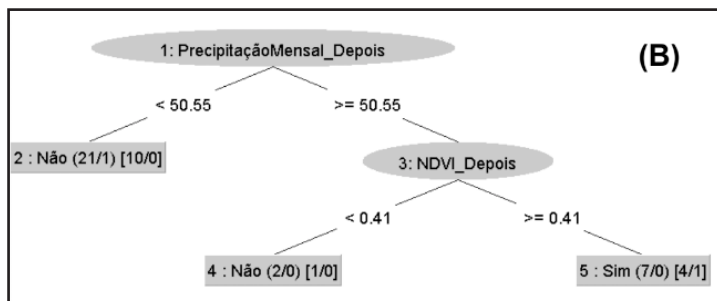 1: PrecipitaçãoMensal_Depois
(B)
< 50.55 >= 50.55
2 : Não (21/1) [10/0]
3: NDVI_Depois
< 0.41 >= 0.41
4 : Não (2/0) [1/0] 5 : Sim (7/0) [4/1]